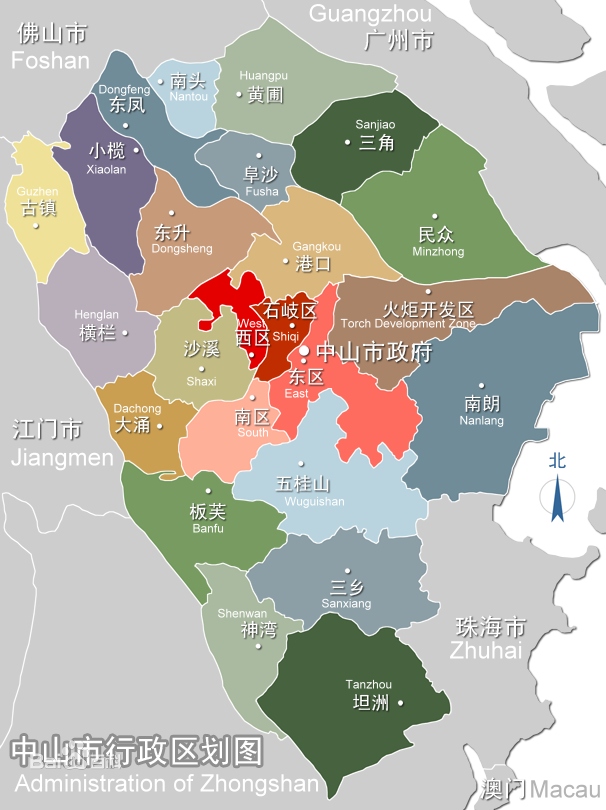 佛山市
Foshan
Guangzhou
广州市
Dongfeng
东凤
南头
Nantou
Huangpu
黄圃
Sanjiao
三角
小榄
Xiaolan
阜沙
Fusha
Guzhen
古镇
东升
Dongsheng
Gangkou
港口
民众
Minzhong
Henglan
横栏
West
西区
石岐区
Shiqi
火炬开发区
Torch Development Zone
中山市政府
沙溪
Shaxi
东区
East
Dachong
大涌
南区
South
南朗
Nanlang
江门市
Jiangmen
北
五桂山
Wuguishan
板芙
Banfu
三乡
Sanxiang
Shenwan
神湾
珠海市
Zhuhai
Tanzhou
坦洲
中山市行政区划图
Baidu百科
Administration of Zhongshan
澳门Macau